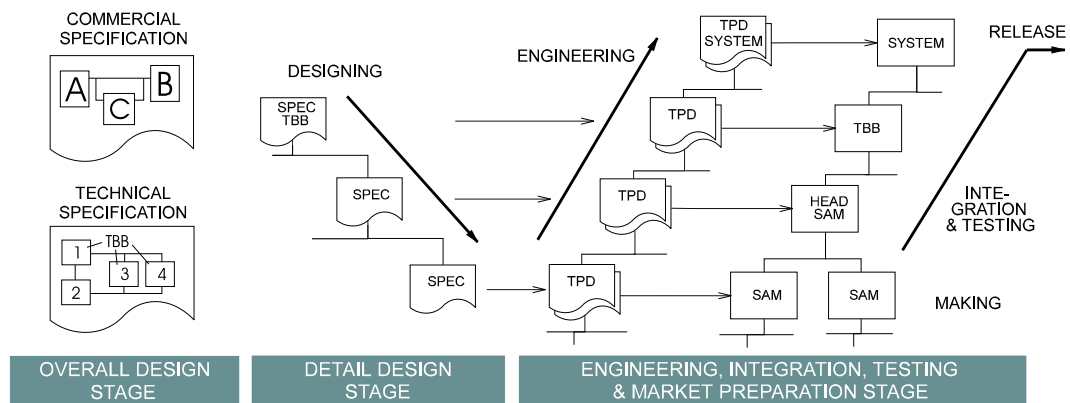 COMMERCIAL
SPECIFICATION
A
B
C
TECHNICAL
SPECIFICATION
TBB
1
3
4
2
OVERALL DESIGN
STAGE
DESIGNING
SPEC
TBB
SPEC
SPEC
DETAIL DESIGN
STAGE
ENGINEERING
TPD
SYSTEM
SYSTEM
RELEASE
TPD
TBB
TPD
HEAD
SAM
INTE-
GRATION
& TESTING
TPD
SAM
SAM
MAKING
ENGINEERING, INTEGRATION, TESTING
& MARKET PREPARATION STAGE